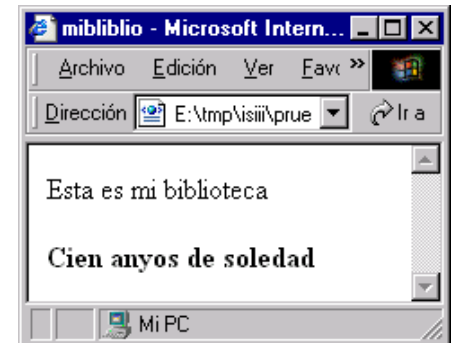 mibliblio - Microsoft Intern...
Archivo Edición Ver Favc »
Dirección E:\tmp\isiii\prue Ir a
Esta es mi biblioteca
Cien anyos de soledad
Mi PC